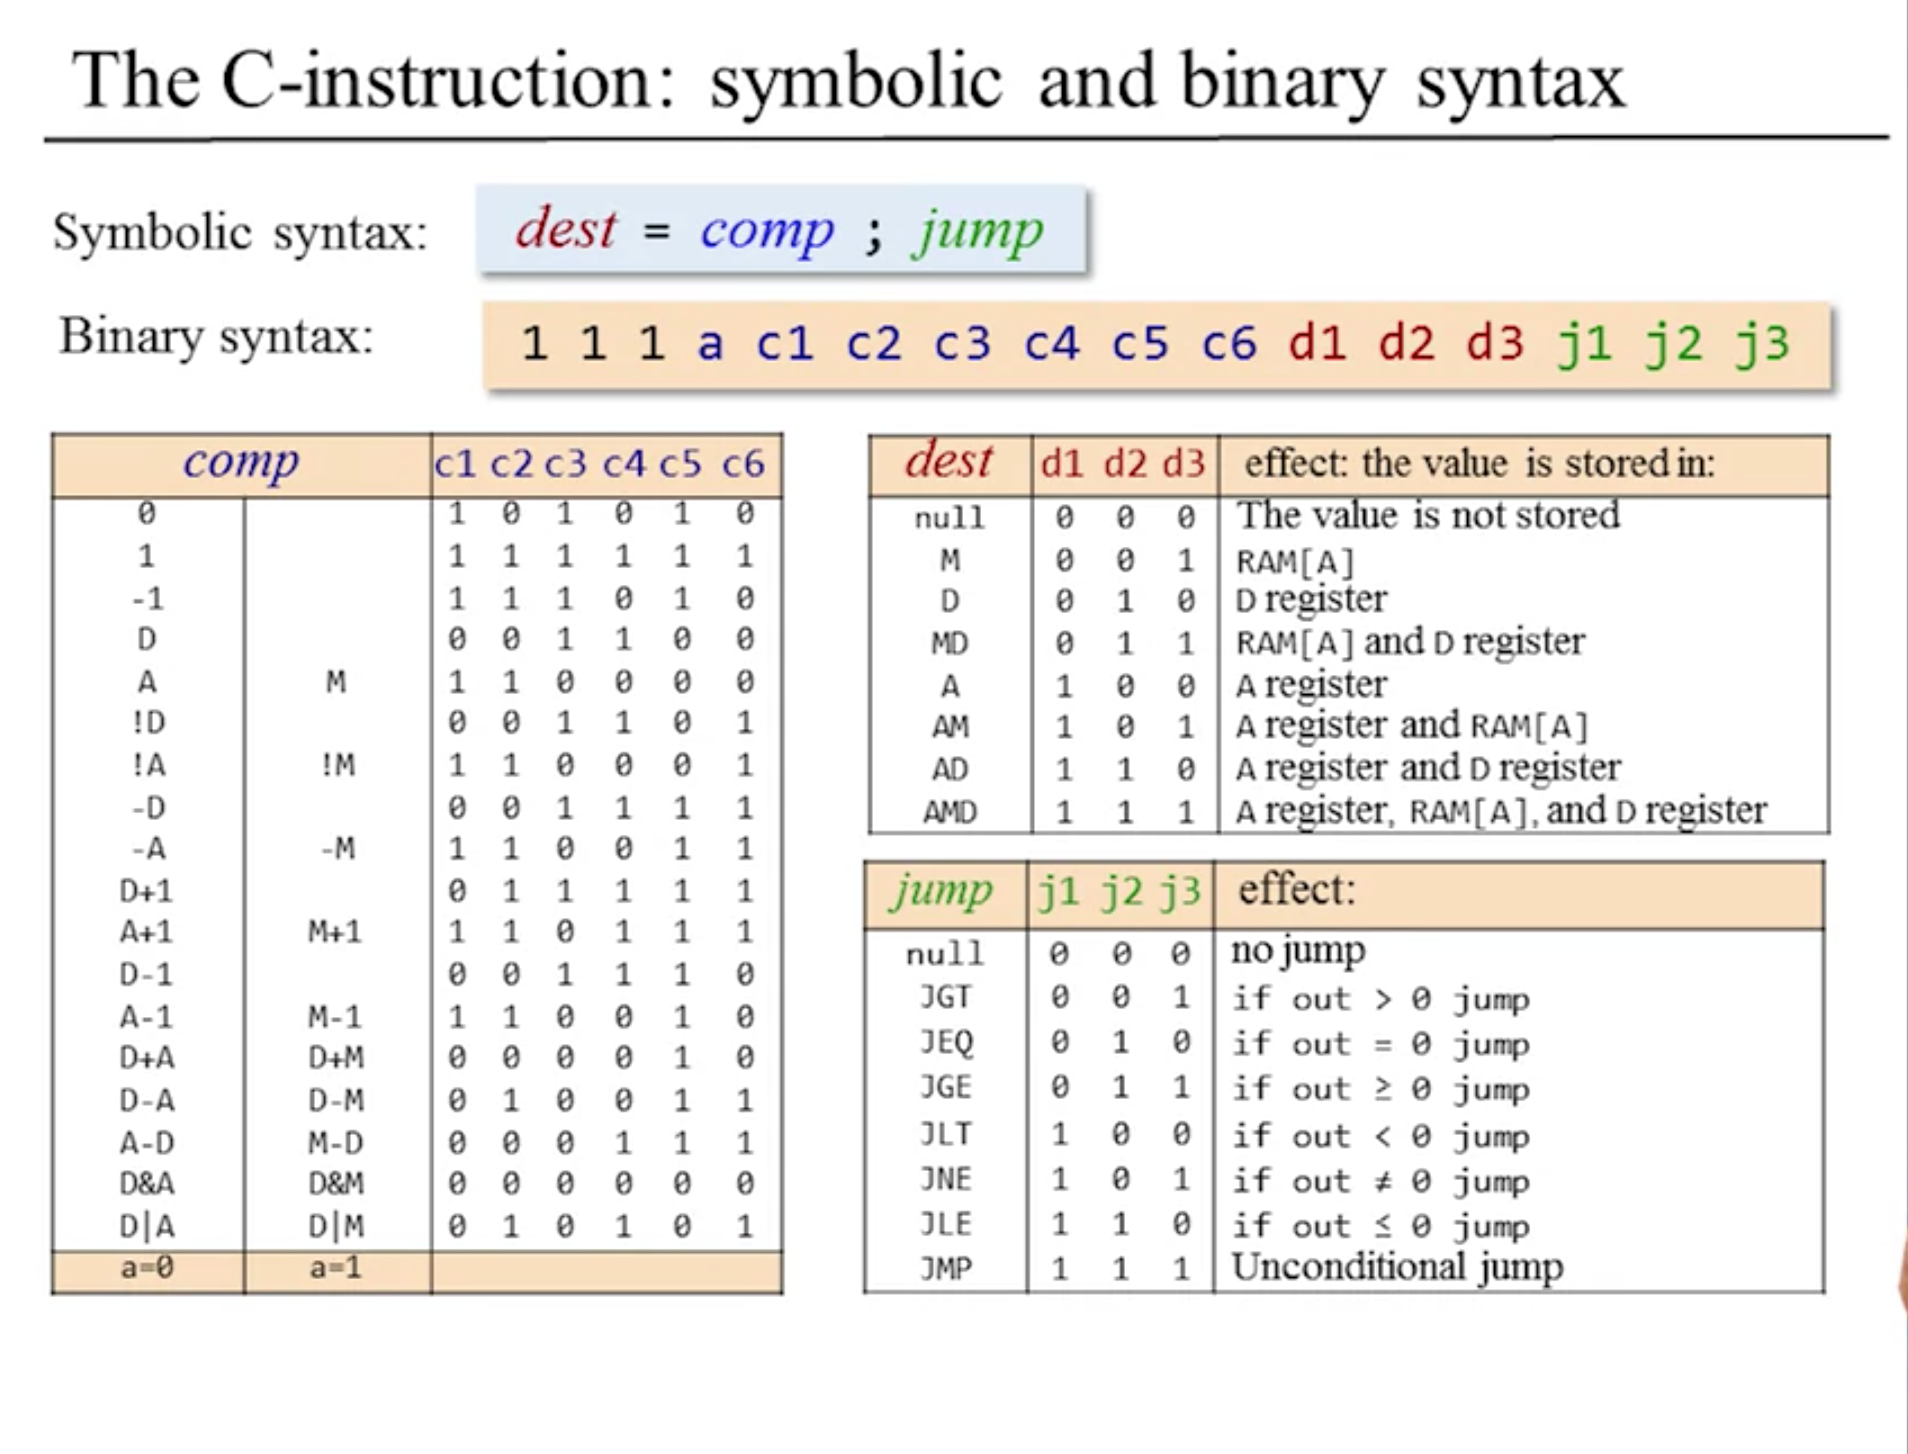 The C-instruction: symbolic and binary syntax
Symbolic syntax: dest = comp ; jump
Binary syntax: 1 1 1 a c1 c2 c3 c4 c5 c6 d1 d2 d3 j1 j2 j3
comp c1 c2 c3 c4 c5 c6
0 1 0 1 0 1 0
1 1 1 1 1 1 1
-1 1 1 1 0 1 0
D 0 0 1 1 0 0
A M 1 1 0 0 0 0
!D 0 0 1 1 0 1
!A !M 1 1 0 0 0 1
-D 0 0 1 1 1 1
-A -M 1 1 0 0 1 1
D+1 0 1 1 1 1 1
A+1 M+1 1 1 0 1 1 1
D-1 0 0 1 1 1 0
A-1 M-1 1 1 0 0 1 0
D+A D+M 0 0 0 0 1 0
D-A D-M 0 1 0 0 1 1
A-D M-D 0 0 0 1 1 1
D&A D&M 0 0 0 0 0 0
D|A D|M 0 1 0 1 0 1
a=0 a=1
dest d1 d2 d3 effect: the value is stored in:
null 0 0 0 The value is not stored
M 0 0 1 RAM[A]
D 0 1 0 D register
MD 0 1 1 RAM[A] and D register
A 1 0 0 A register
AM 1 0 1 A register and RAM[A]
AD 1 1 0 A register and D register
AMD 1 1 1 A register, RAM[A], and D register
jump j1 j2 j3 effect:
null 0 0 0 no jump
JGT 0 0 1 if out > 0 jump
JEQ 0 1 0 if out = 0 jump
JGE 0 1 1 if out ≥ 0 jump
JLT 1 0 0 if out < 0 jump
JNE 1 0 1 if out ≠ 0 jump
JLE 1 1 0 if out ≤ 0 jump
JMP 1 1 1 Unconditional jump